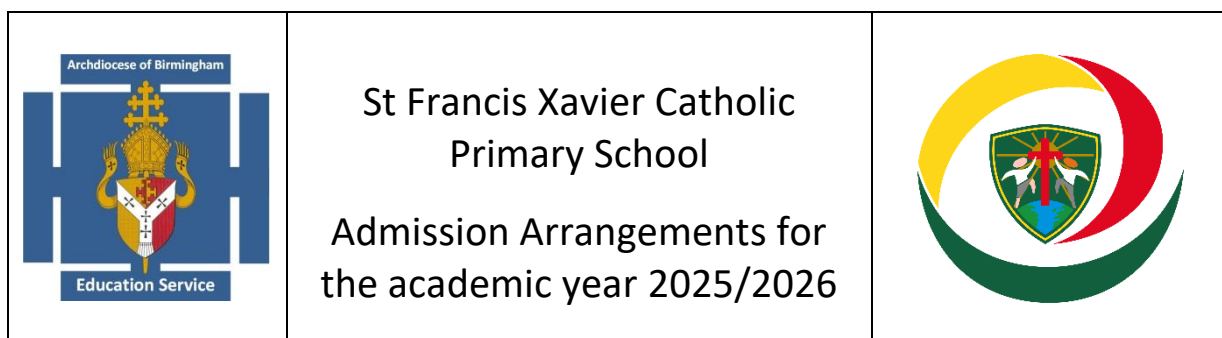 Archdiocese of Birmingham
Education Service
St Francis Xavier Catholic
Primary School
Admission Arrangements for
the academic year 2025/2026